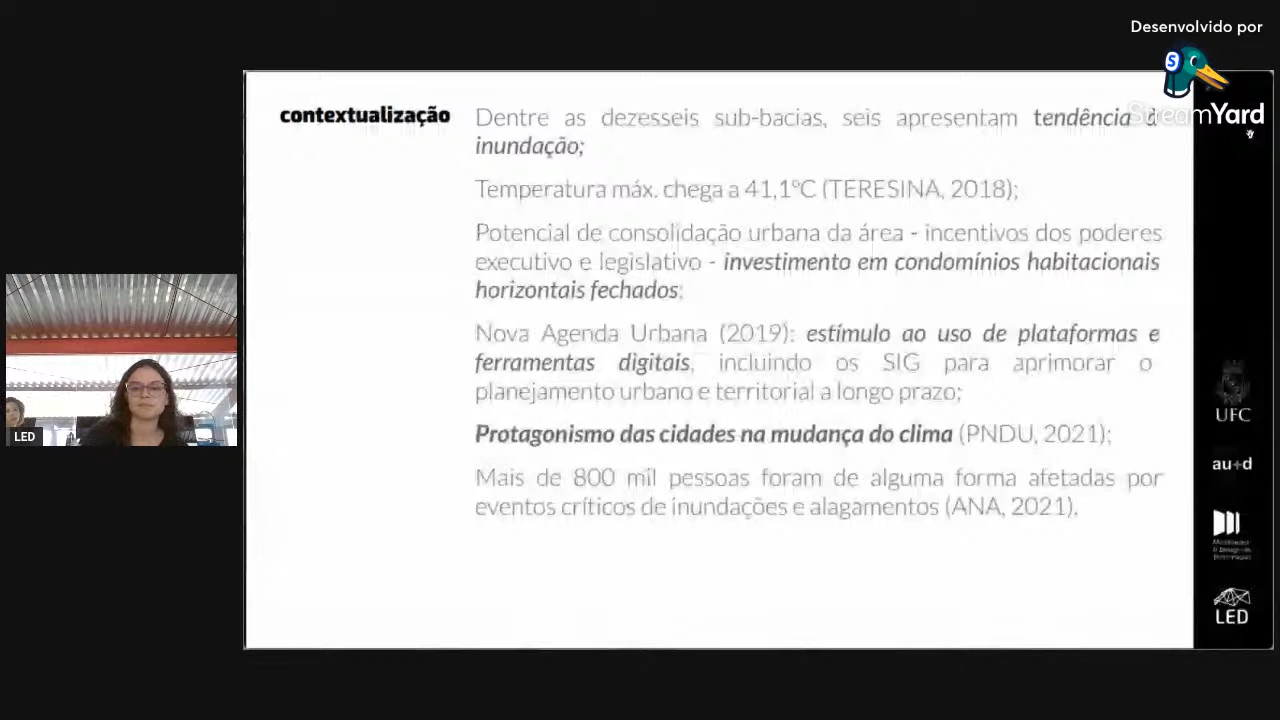 Desenvolvido por
StreamYard
contextualização
Dentre as dezesseis sub-bacias, seis apresentam tendência à
inundação;
Temperatura máx. chega a 41,1°C (TERESINA, 2018);
Potencial de consolidação urbana da área - incentivos dos poderes
executivo e legislativo - investimento em condomínios habitacionais
horizontais fechados;
Nova Agenda Urbana (2019): estímulo ao uso de plataformas e
ferramentas digitais, incluindo os SIG para aprimorar o
planejamento urbano e territorial a longo prazo;
Protagonismo das cidades na mudança do clima (PNDU, 2021);
Mais de 800 mil pessoas foram de alguma forma afetadas por
eventos críticos de inundações e alagamentos (ANA, 2021).
LED
UFC
au+d
LED